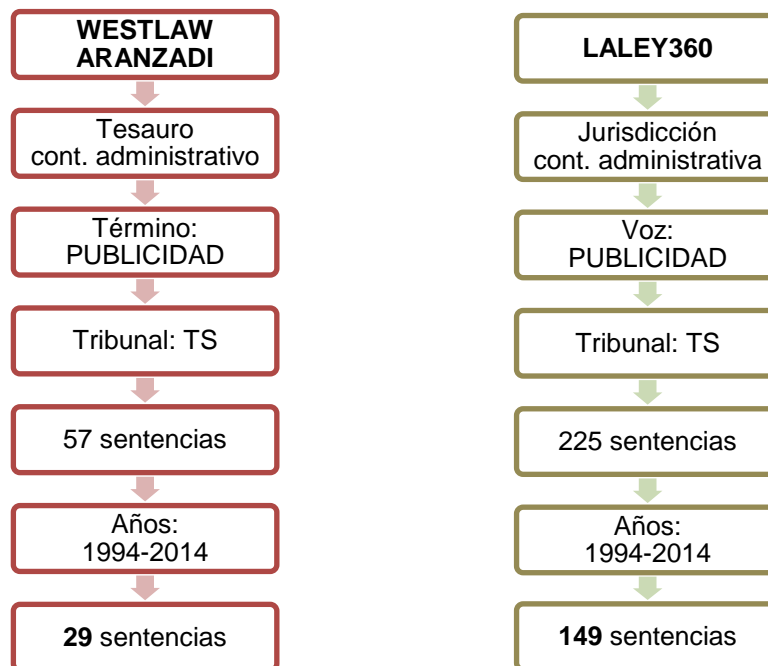 WESTLAW
ARANZADI
Tesauro
cont. administrativo
Término:
PUBLICIDAD
Tribunal: TS
57 sentencias
Años:
1994-2014
29 sentencias
LALEY360
Jurisdicción
cont. administrativa
Voz:
PUBLICIDAD
Tribunal: TS
225 sentencias
Años:
1994-2014
149 sentencias